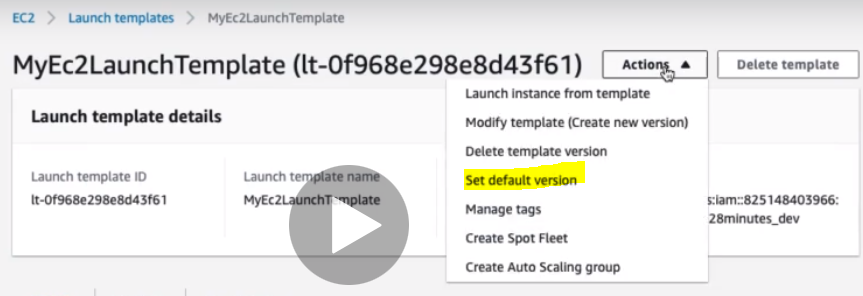 EC2 > Launch templates > MyEc2LaunchTemplate
MyEc2LaunchTemplate (lt-0f968e298e8d43f61)
Actions
Delete template
Launch instance from template
Modify template (Create new version)
Delete template version
Set default version
Manage tags
Create Spot Fleet
Create Auto Scaling group
Launch template details
Launch template ID
lt-0f968e298e8d43f61
Launch template name
MyEc2LaunchTemplate
s:iam::825148403966:
28minutes_dev